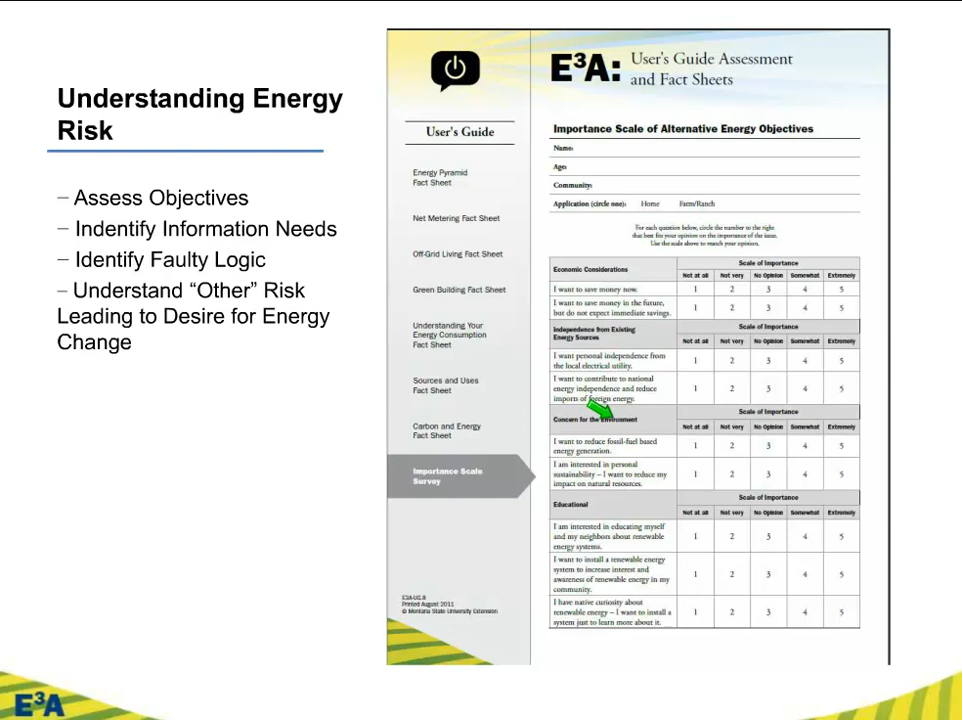 Understanding Energy
Risk
– Assess Objectives
– Indentify Information Needs
– Identify Faulty Logic
– Understand “Other” Risk
Leading to Desire for Energy
Change
User's Guide
Energy Pyramid
Fact Sheet
Net Metering Fact Sheet
Off-Grid Living Fact Sheet
Green Building Fact Sheet
Understanding Your
Energy Consumption
Fact Sheet
Sources and Uses
Fact Sheet
Carbon and Energy
Fact Sheet
Importance Scale
Survey
E3A-UG.8
Printed August 2011
© Montana State University Extension
E³A: User's Guide Assessment
and Fact Sheets
Importance Scale of Alternative Energy Objectives
Name:
Age:
Community:
Application (circle one): Home Farm/Ranch
For each question below, circle the number to the right
that best fits your opinion on the importance of the issue.
Use the scale above to match your opinion.
Economic Considerations
Scale of Importance
Not at all Not very No Opinion Somewhat Extremely
I want to save money now. 1 2 3 4 5
I want to save money in the future,
but do not expect immediate savings. 1 2 3 4 5
Independence from Existing
Energy Sources
Scale of Importance
Not at all Not very No Opinion Somewhat Extremely
I want personal independence from
the local electrical utility. 1 2 3 4 5
I want to contribute to national
energy independence and reduce
imports of foreign energy. 1 2 3 4 5
Concern for the Environment
Scale of Importance
Not at all Not very No Opinion Somewhat Extremely
I want to reduce fossil-fuel based
energy generation. 1 2 3 4 5
I am interested in personal
sustainability – I want to reduce my
impact on natural resources. 1 2 3 4 5
Educational
Scale of Importance
Not at all Not very No Opinion Somewhat Extremely
I am interested in educating myself
and my neighbors about renewable
energy systems. 1 2 3 4 5
I want to install a renewable energy
system to increase interest and
awareness of renewable energy in my
community. 1 2 3 4 5
I have native curiosity about
renewable energy – I want to install a
system just to learn more about it. 1 2 3 4 5
E³A